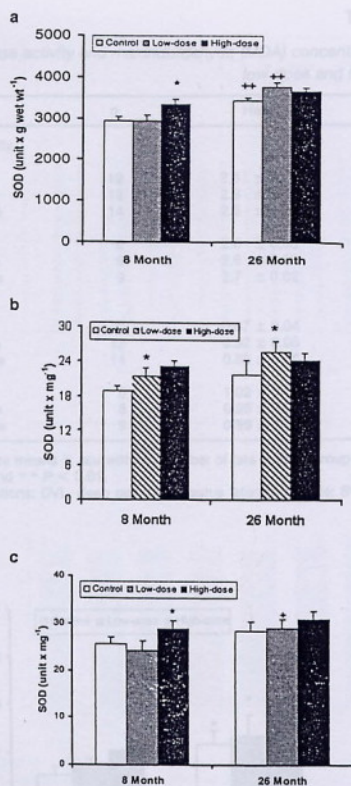 a
Control Low-dose High-dose
SOD (unit x g wet wt⁻¹)
5000
4000
3000
2000
1000
0
*
++
++
8 Month
26 Month
b
Control Low-dose High-dose
SOD (unit x mg⁻¹)
30
24
18
12
6
0
*
*
8 Month
26 Month
c
Control Low-dose High-dose
SOD (unit x mg⁻¹)
40
30
20
10
0
*
+
8 Month
26 Month